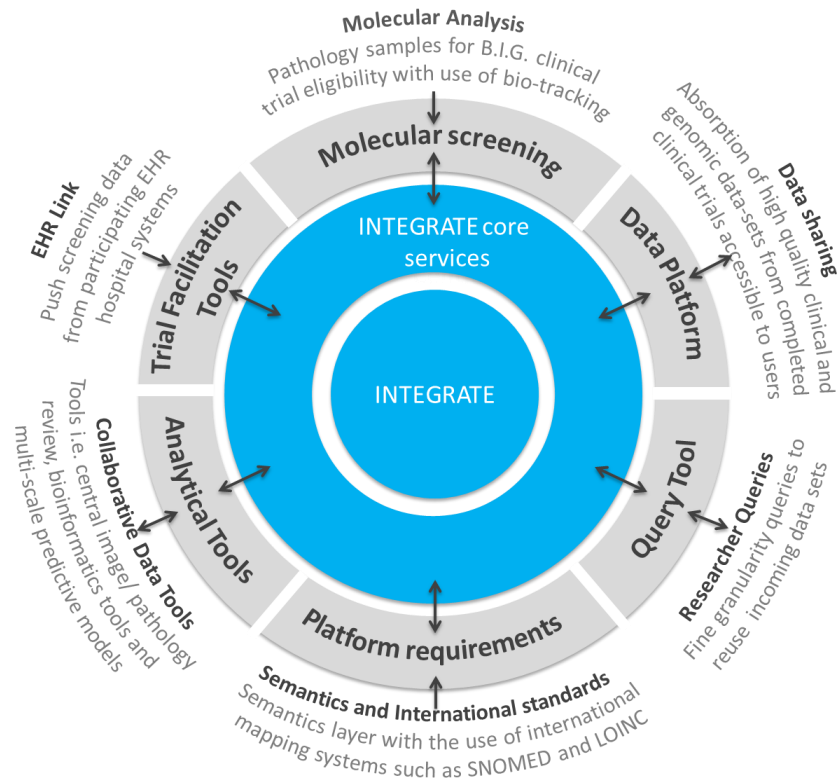 Molecular Analysis
Pathology samples for B.I.G. clinical
trial eligibility with use of bio-tracking
Molecular screening
Data sharing
Absorption of high quality clinical and
genomic data-sets from completed
clinical trials accessible to users
Data Platform
EHR Link
Push screening data
from participating EHR
hospital systems
Trial Facilitation
Tools
INTEGRATE core
services
INTEGRATE
Analytical Tools
Collaborative Data Tools
Tools i.e. central image/ pathology
review, bioinformatics tools and
multi-scale predictive models
Query Tool
Researcher Queries
Fine granularity queries to
reuse incoming data sets
Platform requirements
Semantics and International standards
Semantics layer with the use of international
mapping systems such as SNOMED and LOINC